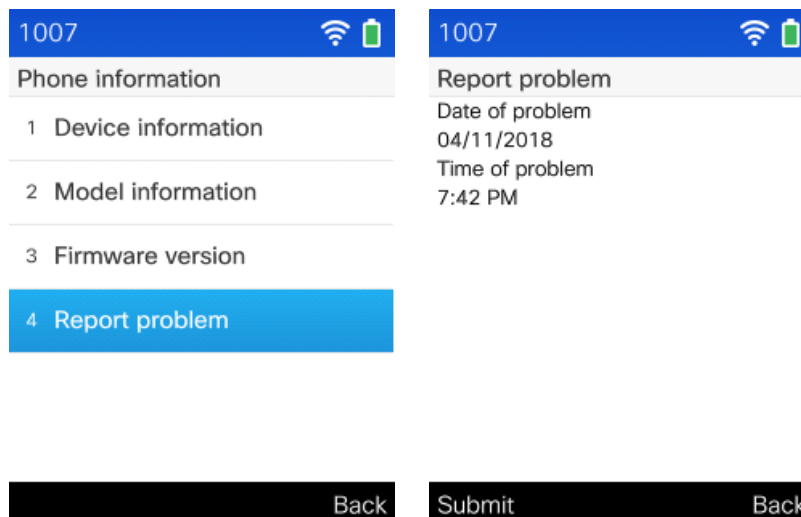 1007
Phone information
1 Device information
2 Model information
3 Firmware version
4 Report problem
Back
1007
Report problem
Date of problem
04/11/2018
Time of problem
7:42 PM
Submit Back